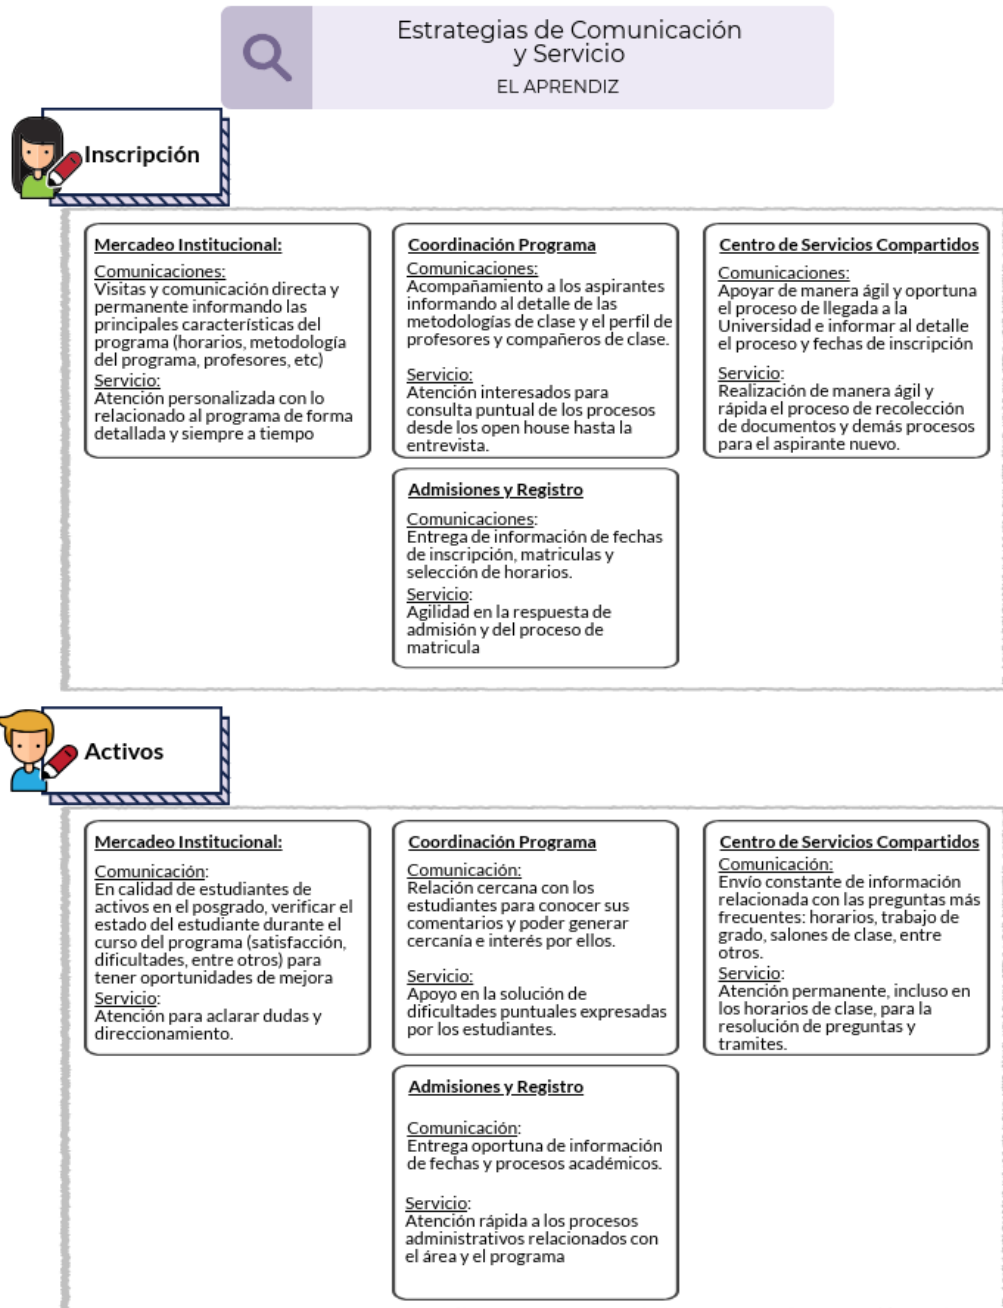 Estrategias de Comunicación
y Servicio
EL APRENDIZ
Inscripción
Mercadeo Institucional:
Comunicaciones:
Visitas y comunicación directa y
permanente informando las
principales características del
programa (horarios, metodología
del programa, profesores, etc)
Servicio:
Atención personalizada con lo
relacionado al programa de forma
detallada y siempre a tiempo
Coordinación Programa
Comunicaciones:
Acompañamiento a los aspirantes
informando al detalle de las
metodologías de clase y el perfil de
profesores y compañeros de clase.
Servicio:
Atención interesados para
consulta puntual de los procesos
desde los open house hasta la
entrevista.
Centro de Servicios Compartidos
Comunicaciones:
Apoyar de manera ágil y oportuna
el proceso de llegada a la
Universidad e informar al detalle
el proceso y fechas de inscripción
Servicio:
Realización de manera ágil y
rápida el proceso de recolección
de documentos y demás procesos
para el aspirante nuevo.
Admisiones y Registro
Comunicaciones:
Entrega de información de fechas
de inscripción, matriculas y
selección de horarios.
Servicio:
Agilidad en la respuesta de
admisión y del proceso de
matricula
Activos
Mercadeo Institucional:
Comunicación:
En calidad de estudiantes de
activos en el posgrado, verificar el
estado del estudiante durante el
curso del programa (satisfacción,
dificultades, entre otros) para
tener oportunidades de mejora
Servicio:
Atención para aclarar dudas y
direccionamiento.
Coordinación Programa
Comunicación:
Relación cercana con los
estudiantes para conocer sus
comentarios y poder generar
cercanía e interés por ellos.
Servicio:
Apoyo en la solución de
dificultades puntuales expresadas
por los estudiantes.
Centro de Servicios Compartidos
Comunicación:
Envío constante de información
relacionada con las preguntas más
frecuentes: horarios, trabajo de
grado, salones de clase, entre
otros.
Servicio:
Atención permanente, incluso en
los horarios de clase, para la
resolución de preguntas y
tramites.
Admisiones y Registro
Comunicación:
Entrega oportuna de información
de fechas y procesos académicos.
Servicio:
Atención rápida a los procesos
administrativos relacionados con
el área y el programa